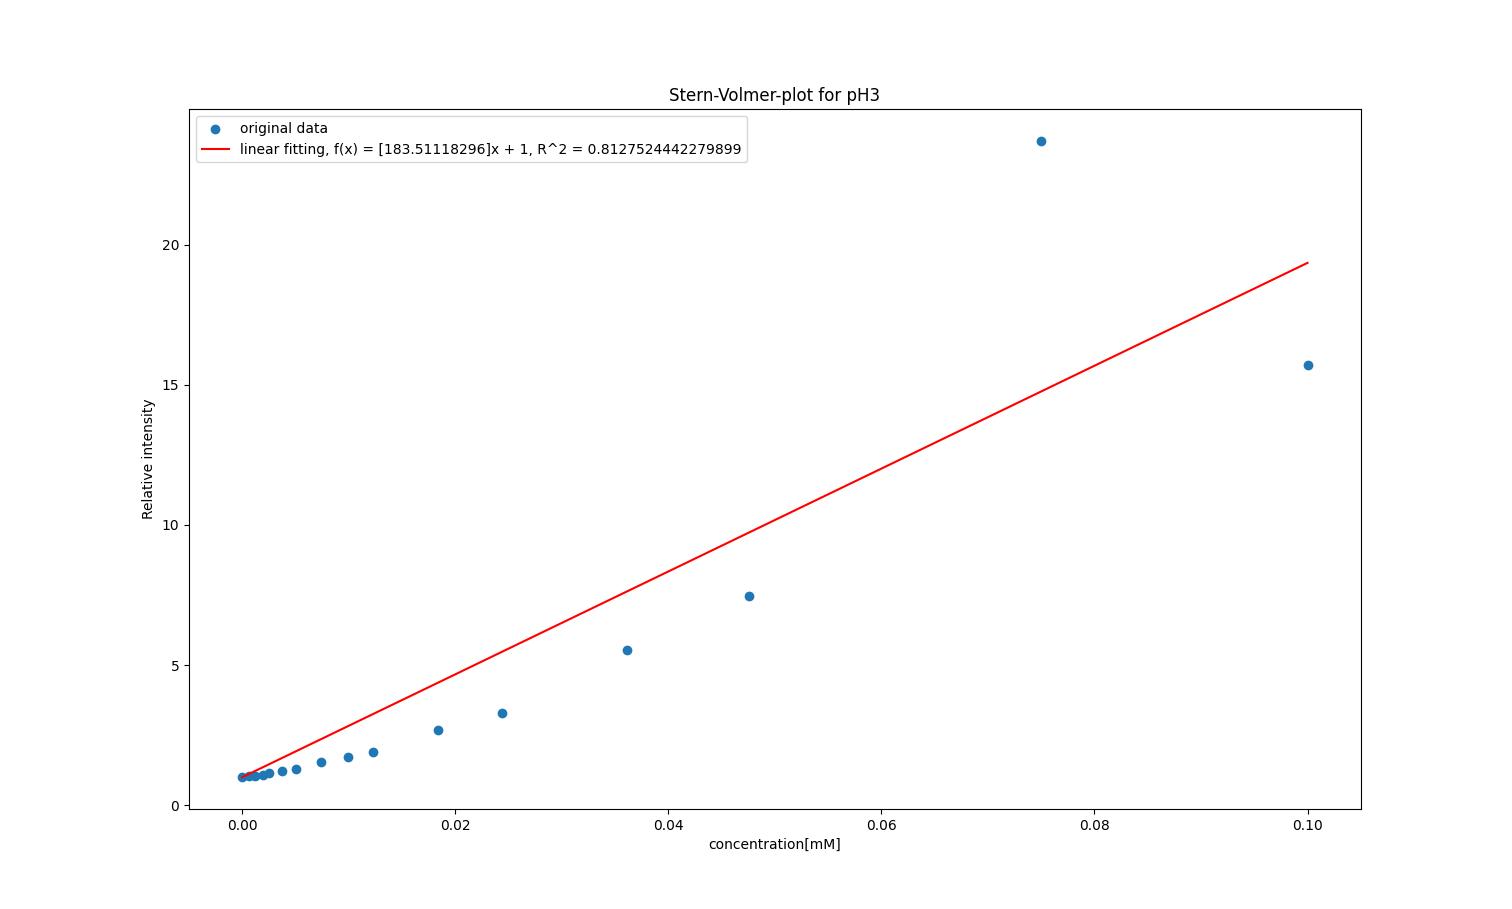 Stern-Volmer-plot for pH3
original data
linear fitting, f(x) = [183.51118296]x + 1, R^2 = 0.8127524442279899
20
15
10
5
0
Relative intensity
0.00 0.02 0.04 0.06 0.08 0.10
concentration[mM]